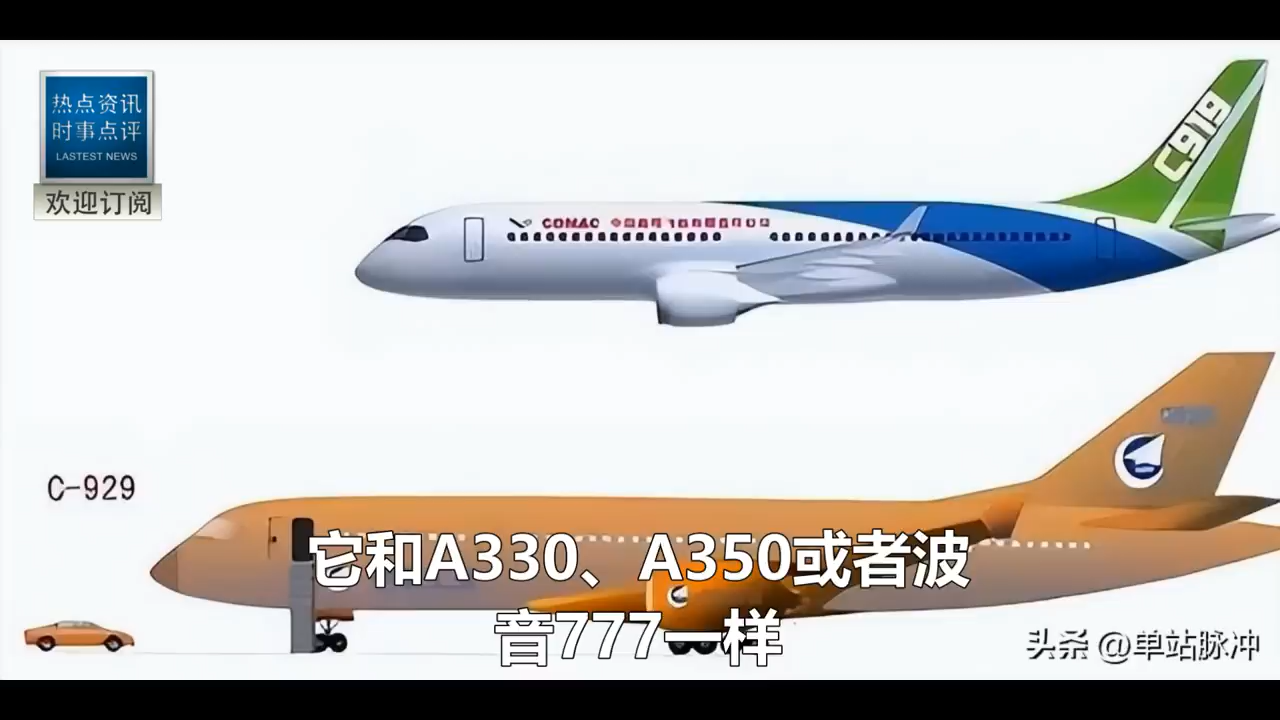 热点资讯
时事点评
LASTEST NEWS
欢迎订阅
C919
COMAC
C-929
它和A330、A350或者波
音777一样
头条 @单站脉冲